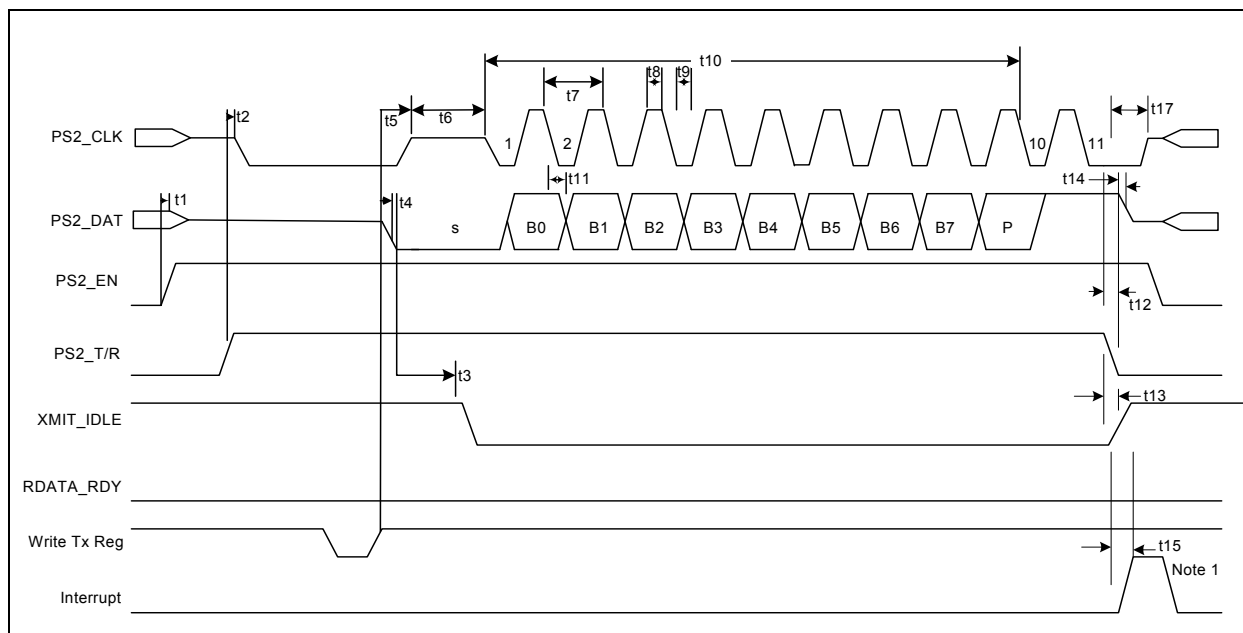 t10
t8 t9
t7
t5 t6
t17
t2
PS2_CLK
1 2 10 11
t11
t14
t1
t4
PS2_DAT
s B0 B1 B2 B3 B4 B5 B6 B7 P
PS2_EN
t12
PS2_T/R
t3
t13
XMIT_IDLE
RDATA_RDY
Write Tx Reg
t15
Note 1
Interrupt